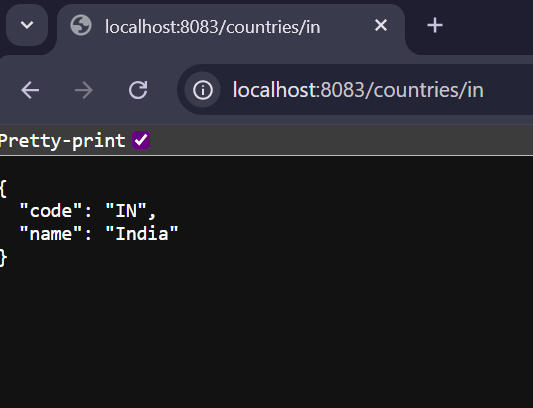 localhost:8083/countries/in
localhost:8083/countries/in
Pretty-print
{
"code": "IN",
"name": "India"
}